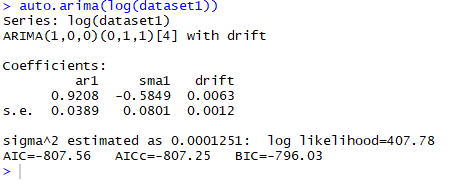 > auto.arima(log(dataset1))
Series: log(dataset1)
ARIMA(1,0,0)(0,1,1)[4] with drift
Coefficients:
ar1 sma1 drift
0.9208 -0.5849 0.0063
s.e. 0.0389 0.0801 0.0012
sigma^2 estimated as 0.0001251: log likelihood=407.78
AIC=-807.56 AICc=-807.25 BIC=-796.03
>